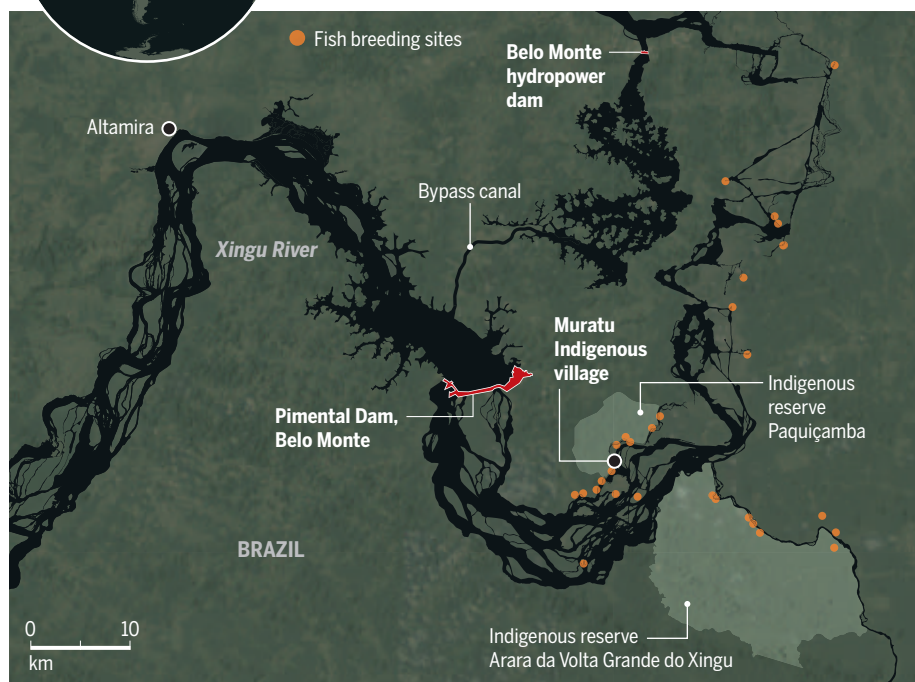 Fish breeding sites
Belo Monte
hydropower
dam
Altamira
Bypass canal
Xingu River
Muratu
Indigenous
village
Indigenous
reserve
Paquiçamba
Pimental Dam,
Belo Monte
BRAZIL
0 10
km
Indigenous reserve
Arara da Volta Grande do Xingu